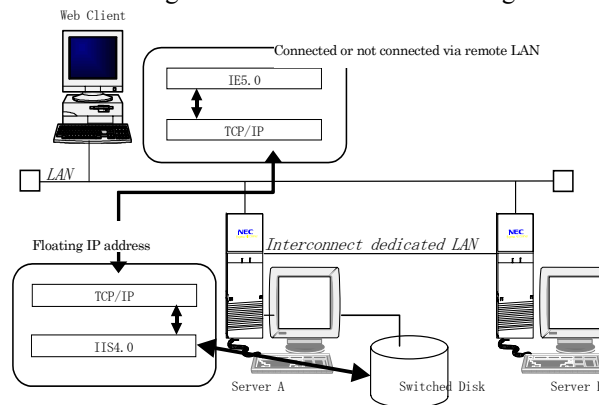 Web Client
Connected or not connected via remote LAN
IE5.0
TCP/IP
LAN
NEC
NEC
Floating IP address
Interconnect dedicated LAN
TCP/IP
IIS4.0
Server A
Switched Disk
Server